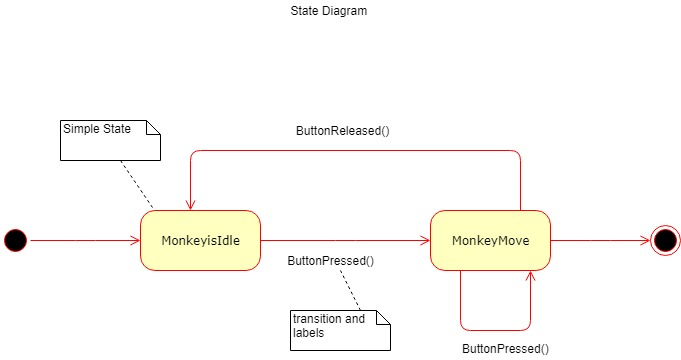 State Diagram
Simple State
ButtonReleased()
MonkeyisIdle
MonkeyMove
ButtonPressed()
transition and
labels
ButtonPressed()